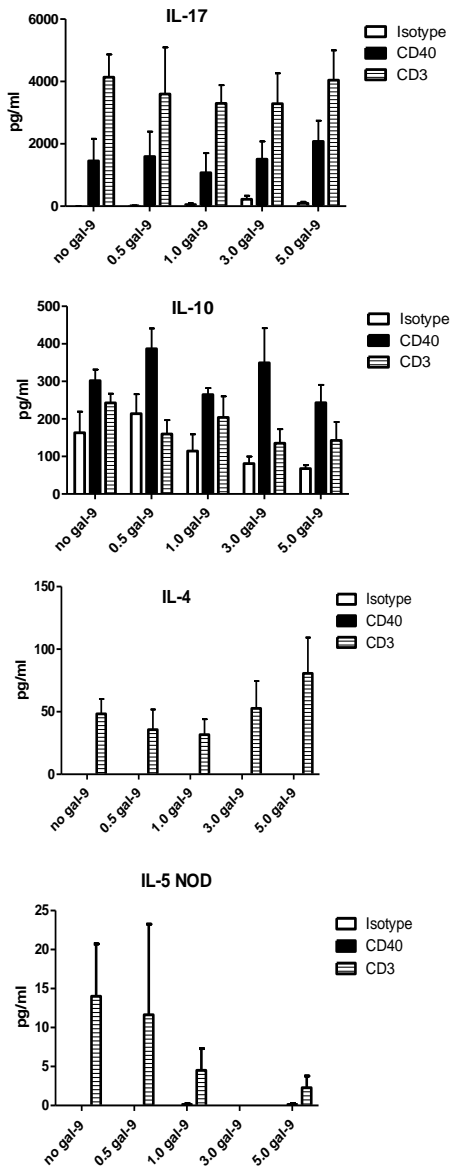 IL-17
6000
4000
2000
0
pg/ml
no gal-9
0.5 gal-9
1.0 gal-9
3.0 gal-9
5.0 gal-9
Isotype
CD40
CD3
IL-10
500
400
300
200
100
0
pg/ml
no gal-9
0.5 gal-9
1.0 gal-9
3.0 gal-9
5.0 gal-9
Isotype
CD40
CD3
IL-4
150
100
50
0
pg/ml
no gal-9
0.5 gal-9
1.0 gal-9
3.0 gal-9
5.0 gal-9
Isotype
CD40
CD3
IL-5 NOD
25
20
15
10
5
0
pg/ml
no gal-9
0.5 gal-9
1.0 gal-9
3.0 gal-9
5.0 gal-9
Isotype
CD40
CD3